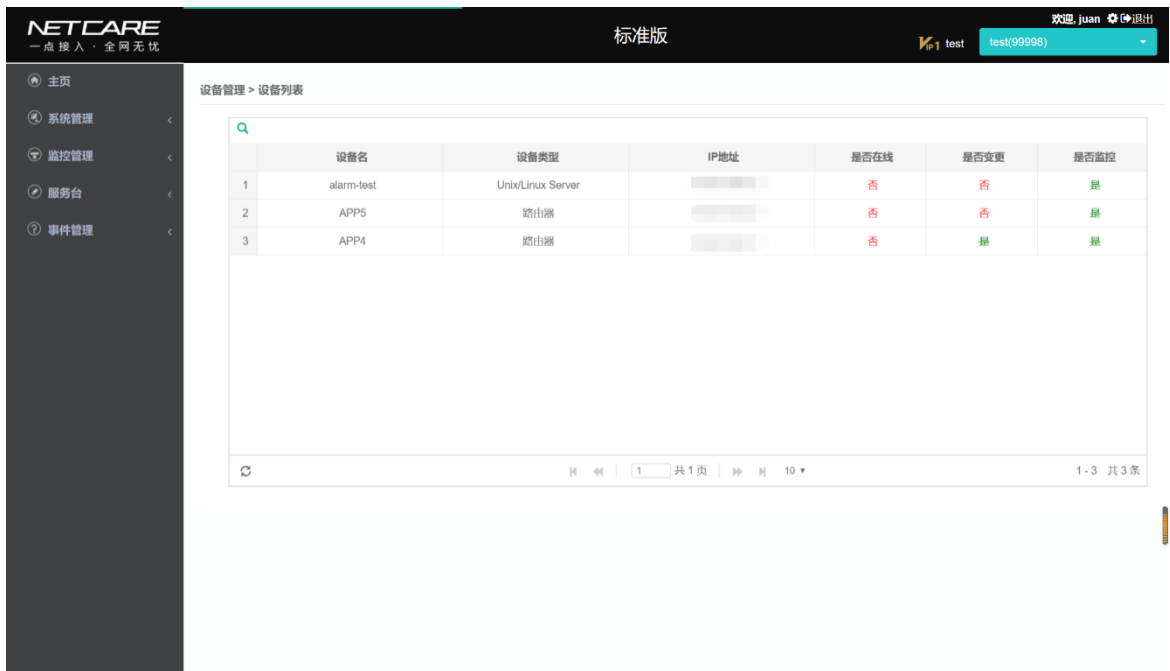 NETCARE
一点接入 · 全网无忧
标准版
欢迎, juan 退出
VIP1 test test(99998)
主页
系统管理
监控管理
服务台
事件管理
设备管理 > 设备列表
设备名 设备类型 IP地址 是否在线 是否变更 是否监控
1 alarm-test Unix/Linux Server 否 否 是
2 APP5 路由器 否 否 是
3 APP4 路由器 否 是 是
1 共1页 10 1 - 3 共3条